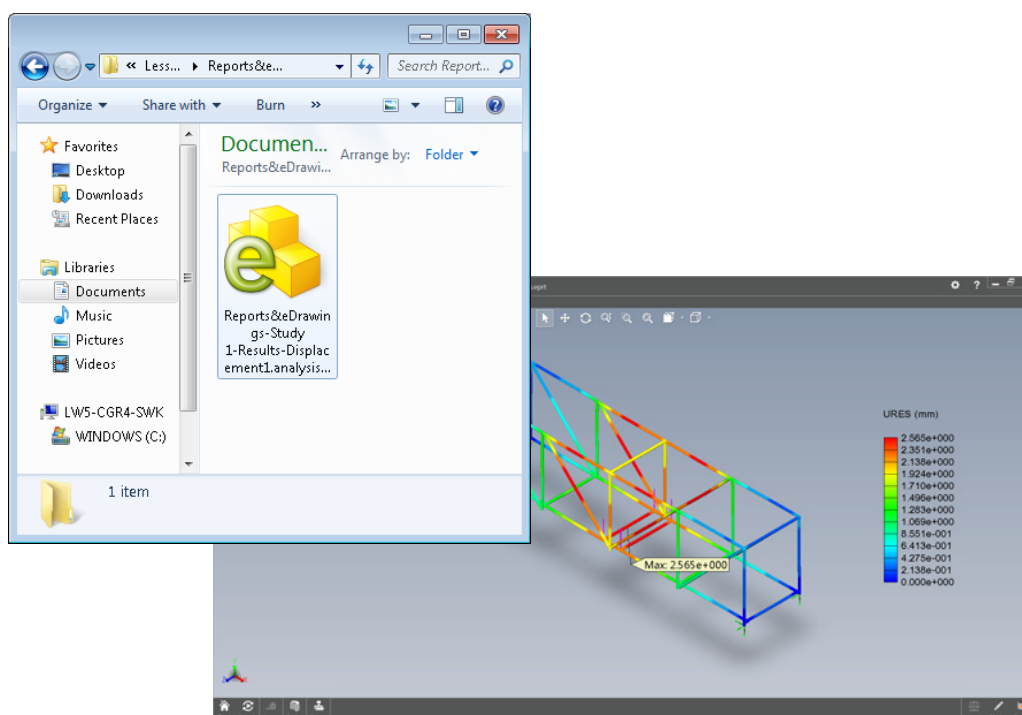 « Less... ▸ Reports&e...
Search Report...
Organize
Share with
Burn
»
Favorites
Desktop
Downloads
Recent Places
Libraries
Documents
Music
Pictures
Videos
LW5-CGR4-SWK
WINDOWS (C:)
Documen...
Reports&eDrawi...
Arrange by: Folder
e
Reports&eDrawin
gs-Study
1-Results-Displac
ement1.analysis...
1 item
?
URES (mm)
2.565e+000
2.351e+000
2.138e+000
1.924e+000
1.710e+000
1.496e+000
1.283e+000
1.069e+000
8.551e-001
6.413e-001
4.275e-001
2.138e-001
0.000e+000
Max: 2.565e+000